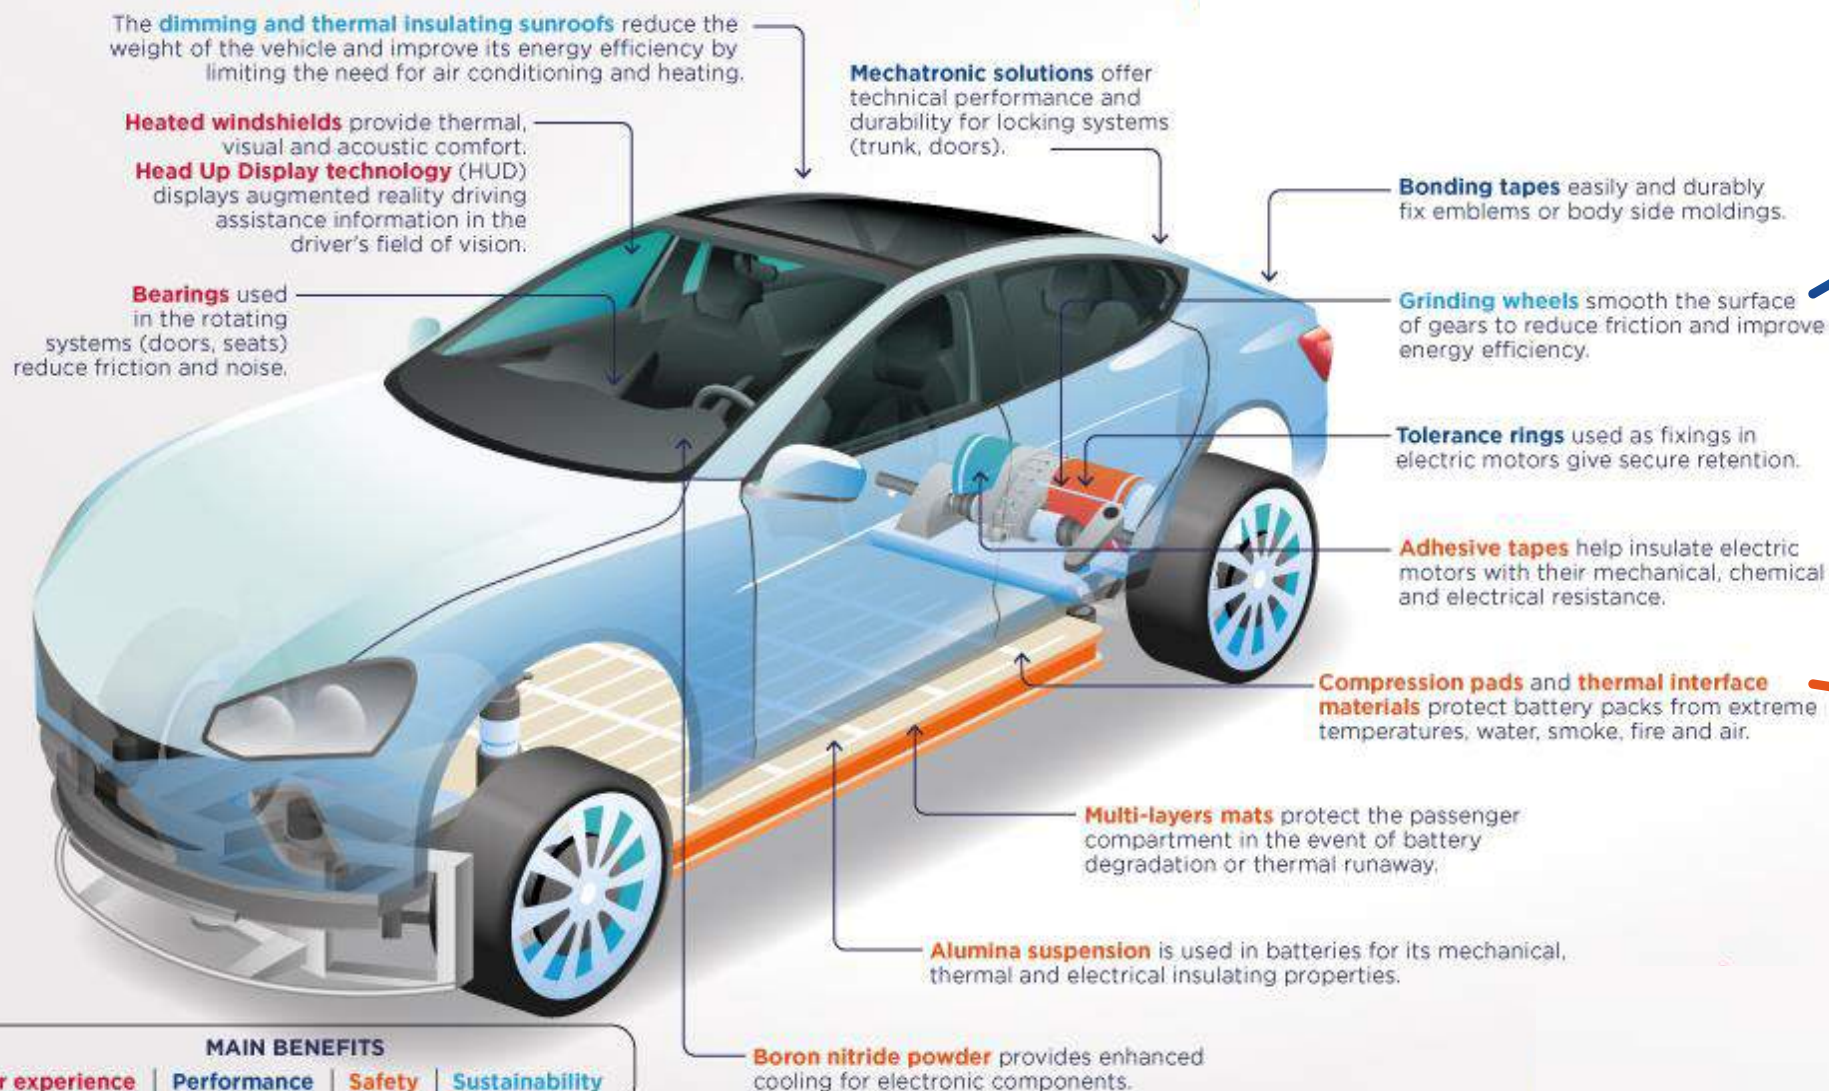 The dimming and thermal insulating sunroofs reduce the
weight of the vehicle and improve its energy efficiency by
limiting the need for air conditioning and heating.
Heated windshields provide thermal,
visual and acoustic comfort.
Head Up Display technology (HUD)
displays augmented reality driving
assistance information in the
driver's field of vision.
Bearings used
in the rotating
systems (doors, seats)
reduce friction and noise.
Mechatronic solutions offer
technical performance and
durability for locking systems
(trunk, doors).
Bonding tapes easily and durably
fix emblems or body side moldings.
Grinding wheels smooth the surface
of gears to reduce friction and improve
energy efficiency.
Tolerance rings used as fixings in
electric motors give secure retention.
Adhesive tapes help insulate electric
motors with their mechanical, chemical
and electrical resistance.
Compression pads and thermal interface
materials protect battery packs from extreme
temperatures, water, smoke, fire and air.
Multi-layers mats protect the passenger
compartment in the event of battery
degradation or thermal runaway.
Alumina suspension is used in batteries for its mechanical,
thermal and electrical insulating properties.
Boron nitride powder provides enhanced
cooling for electronic components.
MAIN BENEFITS
r experience | Performance | Safety | Sustainability